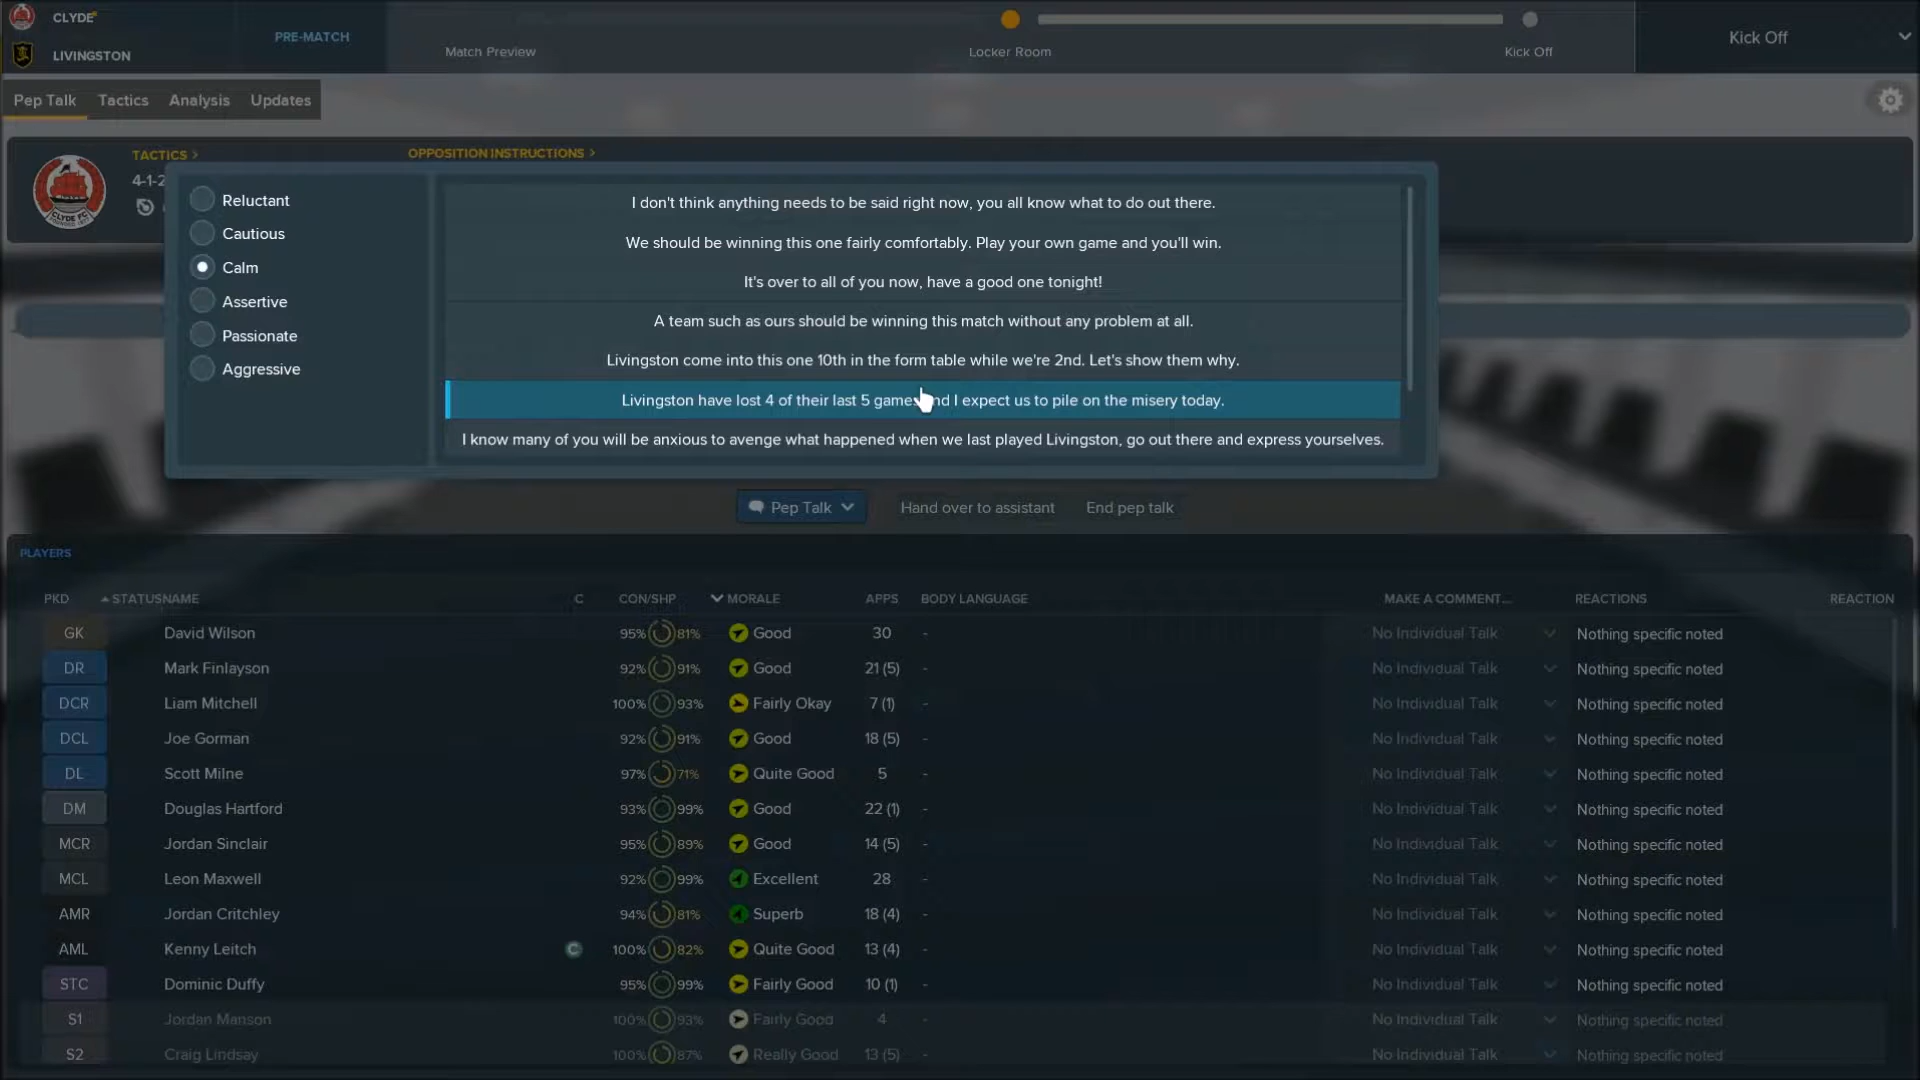 CLYDE
LIVINGSTON
PRE-MATCH
Match Preview
Locker Room
Kick Off
Kick Off
Pep Talk Tactics Analysis Updates
TACTICS >
OPPOSITION INSTRUCTIONS >
4-1-2
CLYDE FC
Reluctant
Cautious
Calm
Assertive
Passionate
Aggressive
I don't think anything needs to be said right now, you all know what to do out there.
We should be winning this one fairly comfortably. Play your own game and you'll win.
It's over to all of you now, have a good one tonight!
A team such as ours should be winning this match without any problem at all.
Livingston come into this one 10th in the form table while we're 2nd. Let's show them why.
Livingston have lost 4 of their last 5 game nd I expect us to pile on the misery today.
I know many of you will be anxious to avenge what happened when we last played Livingston, go out there and express yourselves.
Pep Talk Hand over to assistant End pep talk
PLAYERS
PKD STATUS NAME C CON/SHP MORALE APPS BODY LANGUAGE MAKE A COMMENT... REACTIONS REACTION
GK David Wilson 95% 81% Good 30 - No Individual Talk Nothing specific noted
DR Mark Finlayson 92% 91% Good 21 (5) - No Individual Talk Nothing specific noted
DCR Liam Mitchell 100% 93% Fairly Okay 7 (1) - No Individual Talk Nothing specific noted
DCL Joe Gorman 92% 91% Good 18 (5) - No Individual Talk Nothing specific noted
DL Scott Milne 97% 71% Quite Good 5 - No Individual Talk Nothing specific noted
DM Douglas Hartford 93% 99% Good 22 (1) - No Individual Talk Nothing specific noted
MCR Jordan Sinclair 95% 89% Good 14 (5) - No Individual Talk Nothing specific noted
MCL Leon Maxwell 92% 99% Excellent 28 - No Individual Talk Nothing specific noted
AMR Jordan Critchley 94% 81% Superb 18 (4) - No Individual Talk Nothing specific noted
AML Kenny Leitch C 100% 82% Quite Good 13 (4) - No Individual Talk Nothing specific noted
STC Dominic Duffy 95% 99% Fairly Good 10 (1) - No Individual Talk Nothing specific noted
S1 Jordan Manson 100% 93% Fairly Good 4 - No Individual Talk Nothing specific noted
S2 Craig Lindsay 100% 87% Really Good 13 (5) - No Individual Talk Nothing specific noted